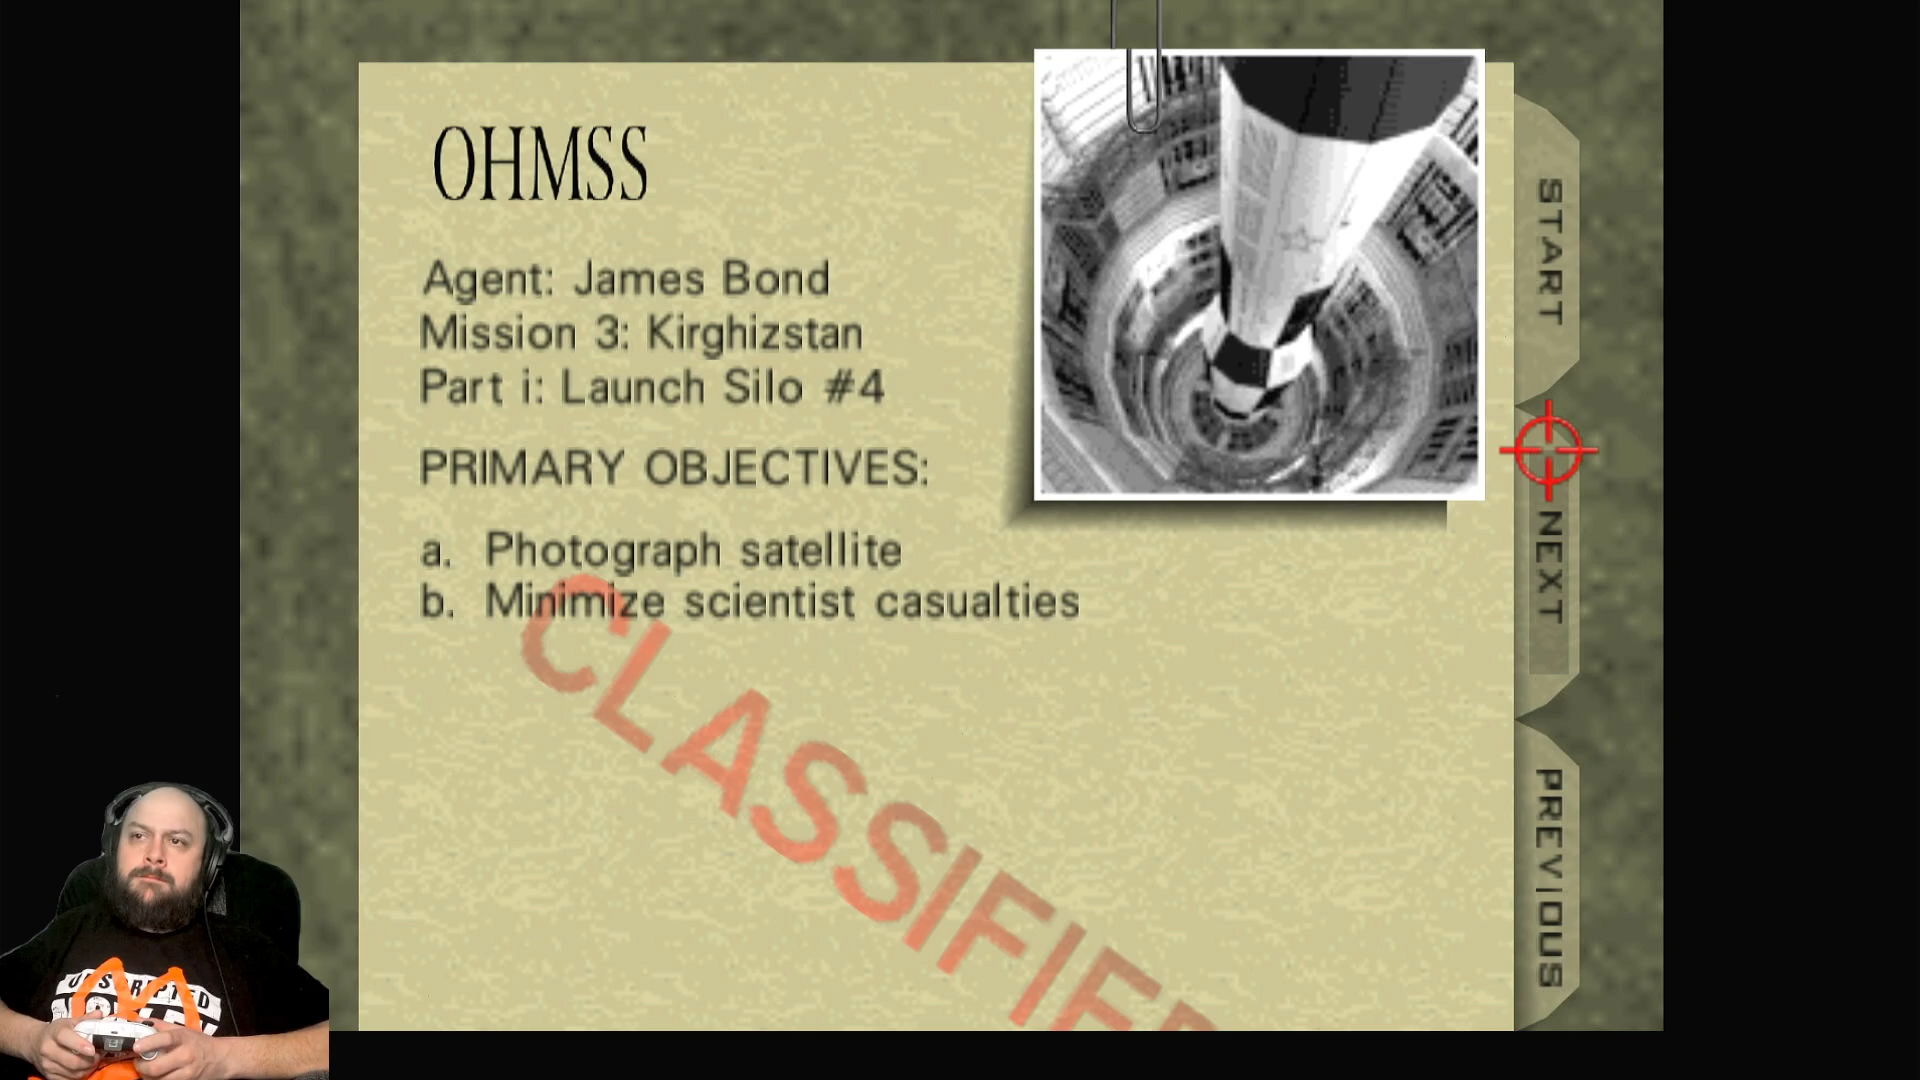 OHMSS
Agent: James Bond
Mission 3: Kirghizstan
Part i: Launch Silo #4
PRIMARY OBJECTIVES:
a. Photograph satellite
b. Minimize scientist casualties
CLASSIFIE
START
NEXT
PREVIOUS